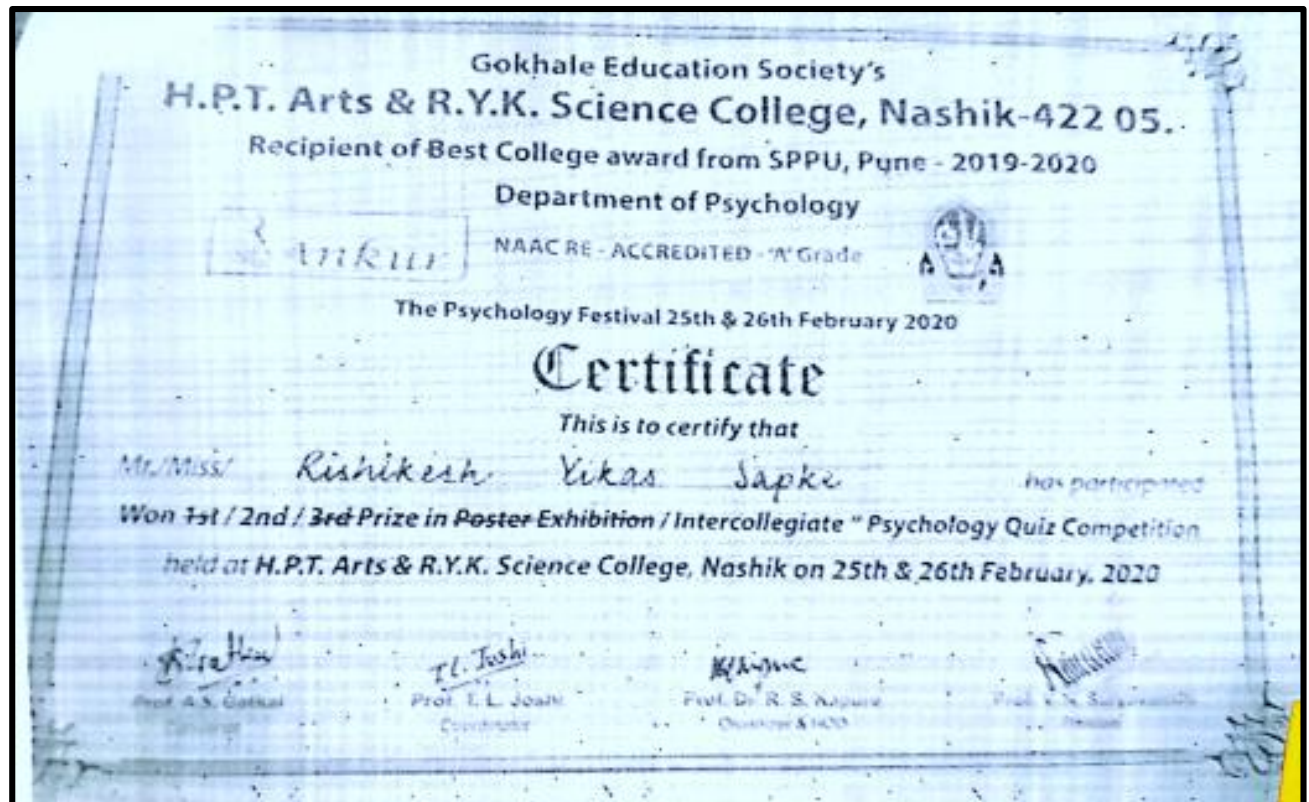 Gokhale Education Society's
H.P.T. Arts & R.Y.K. Science College, Nashik-422 05.
Recipient of Best College award from SPPU, Pune - 2019-2020
Department of Psychology
Ankur
NAAC RE - ACCREDITED - 'A' Grade
The Psychology Festival 25th & 26th February 2020
Certificate
This is to certify that
Mr./Miss/ Rishikesh Vikas Sapke has participated
Won 1st / 2nd / 3rd Prize in Poster Exhibition / Intercollegiate " Psychology Quiz Competition
held at H.P.T. Arts & R.Y.K. Science College, Nashik on 25th & 26th February, 2020
T.L. Joshi
Prof. A.S. Prof. T. L. Joshi Prof. Dr. R. S. Prof.